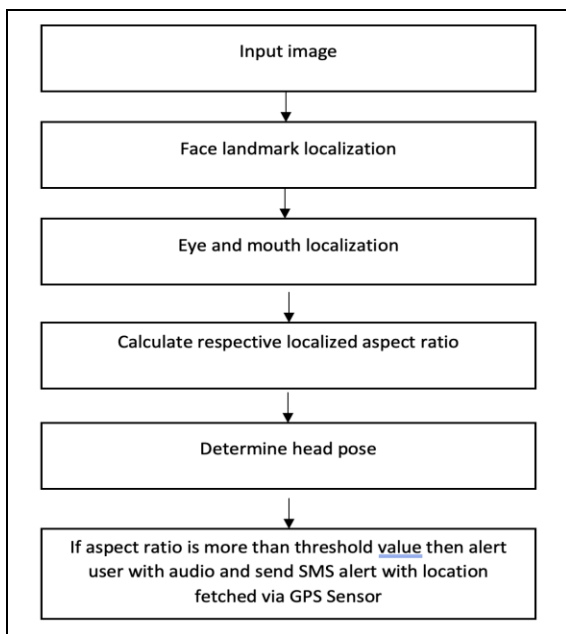 Input image
Face landmark localization
Eye and mouth localization
Calculate respective localized aspect ratio
Determine head pose
If aspect ratio is more than threshold value then alert
user with audio and send SMS alert with location
fetched via GPS Sensor